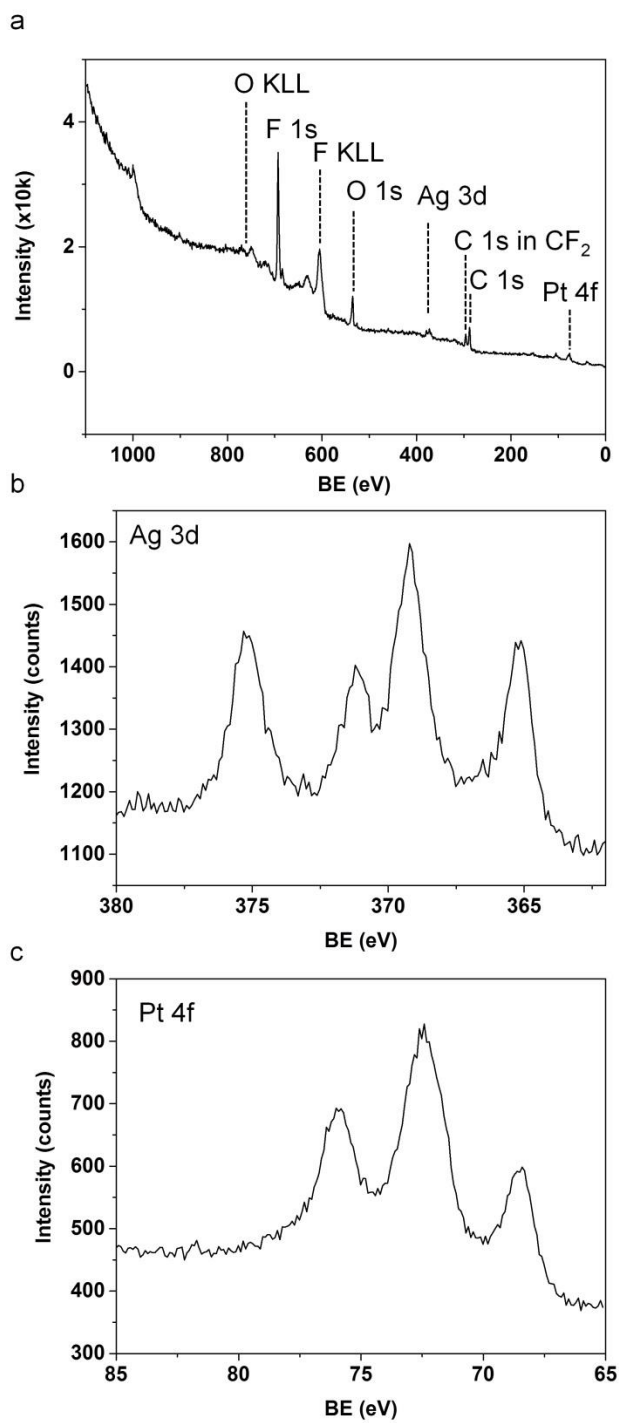 a
O KLL
F 1s
F KLL
O 1s
Ag 3d
C 1s in CF₂
C 1s
Pt 4f
Intensity (x10k)
4
2
0
1000 800 600 400 200 0
BE (eV)
b
Ag 3d
Intensity (counts)
1600
1500
1400
1300
1200
1100
380 375 370 365
BE (eV)
c
Pt 4f
Intensity (counts)
900
800
700
600
500
400
300
85 80 75 70 65
BE (eV)